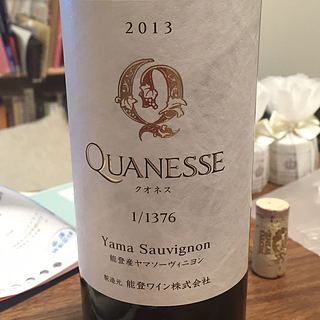 2013
Q
QUANESSE
クオネス
1/1376
Yama Sauvignon
能登産ヤマソーヴィニヨン
製造元 能登ワイン株式会社